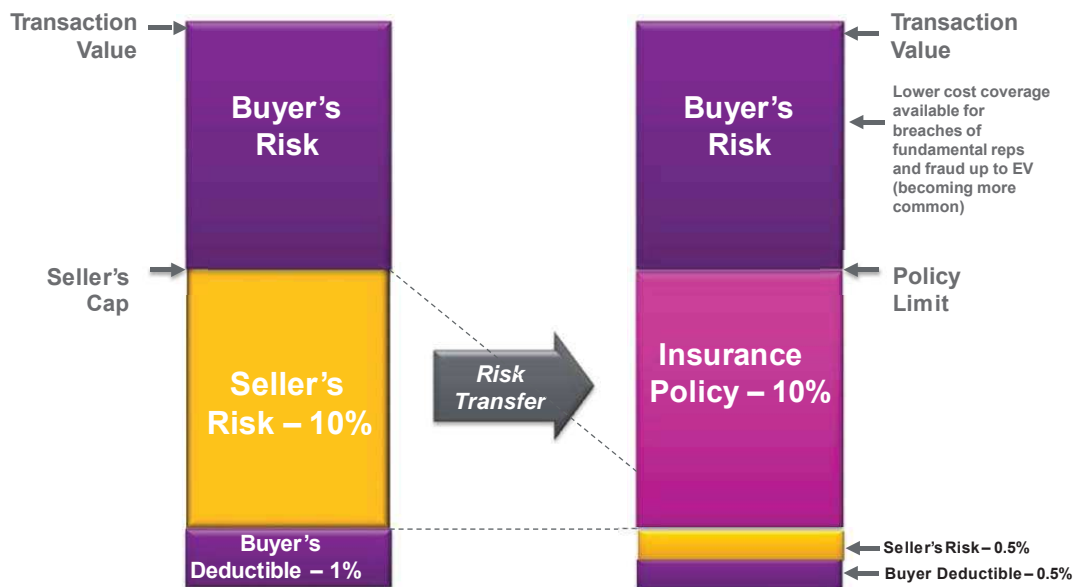 Transaction
Value
Buyer's
Risk
Seller's
Cap
Seller's
Risk – 10%
Buyer's
Deductible – 1%
Risk
Transfer
Transaction
Value
Buyer's
Risk
Lower cost coverage
available for
breaches of
fundamental reps
and fraud up to EV
(becoming more
common)
Policy
Limit
Insurance
Policy – 10%
Seller's Risk – 0.5%
Buyer Deductible – 0.5%